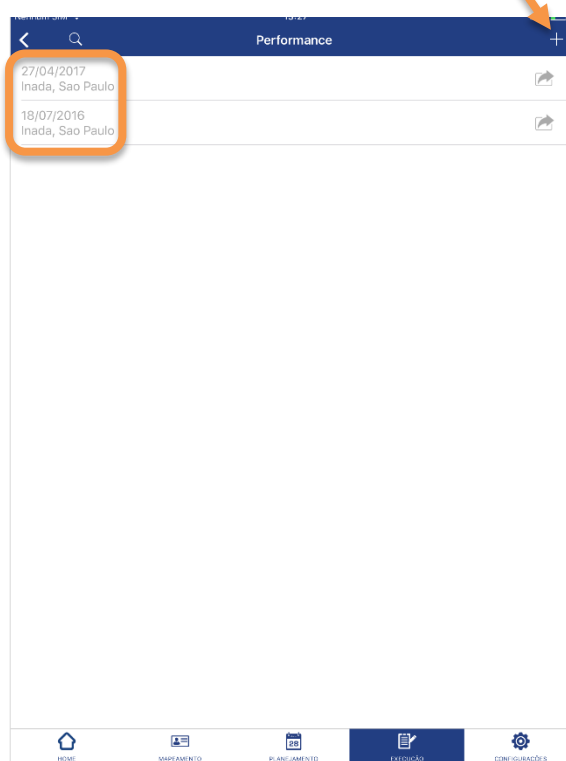 Performance
27/04/2017
Inada, Sao Paulo
18/07/2016
Inada, Sao Paulo
28
HOME
MAPEAMENTO
PLANEJAMENTO
EXECUÇÃO
CONFIGURAÇÕES